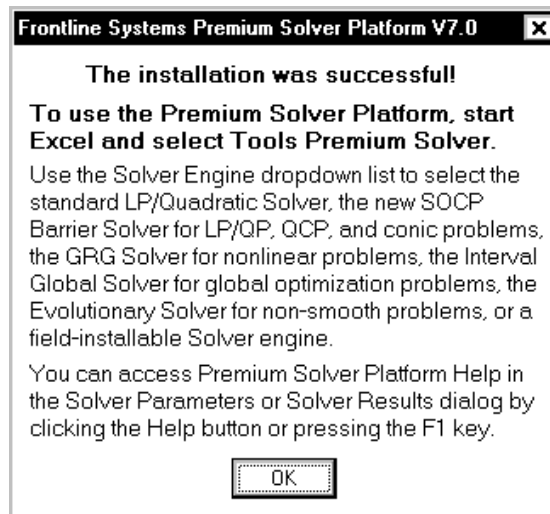 Frontline Systems Premium Solver Platform V7.0
The installation was successful!
To use the Premium Solver Platform, start
Excel and select Tools Premium Solver.
Use the Solver Engine dropdown list to select the
standard LP/Quadratic Solver, the new SOCP
Barrier Solver for LP/QP, QCP, and conic problems,
the GRG Solver for nonlinear problems, the Interval
Global Solver for global optimization problems, the
Evolutionary Solver for non-smooth problems, or a
field-installable Solver engine.
You can access Premium Solver Platform Help in
the Solver Parameters or Solver Results dialog by
clicking the Help button or pressing the F1 key.
OK